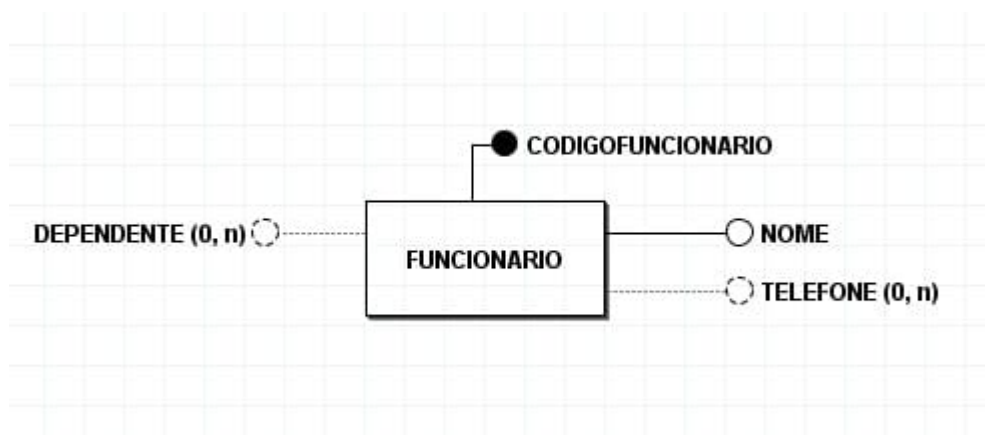 CODIGOFUNCIONARIO
DEPENDENTE (0, n)
NOME
FUNCIONARIO
TELEFONE (0, n)